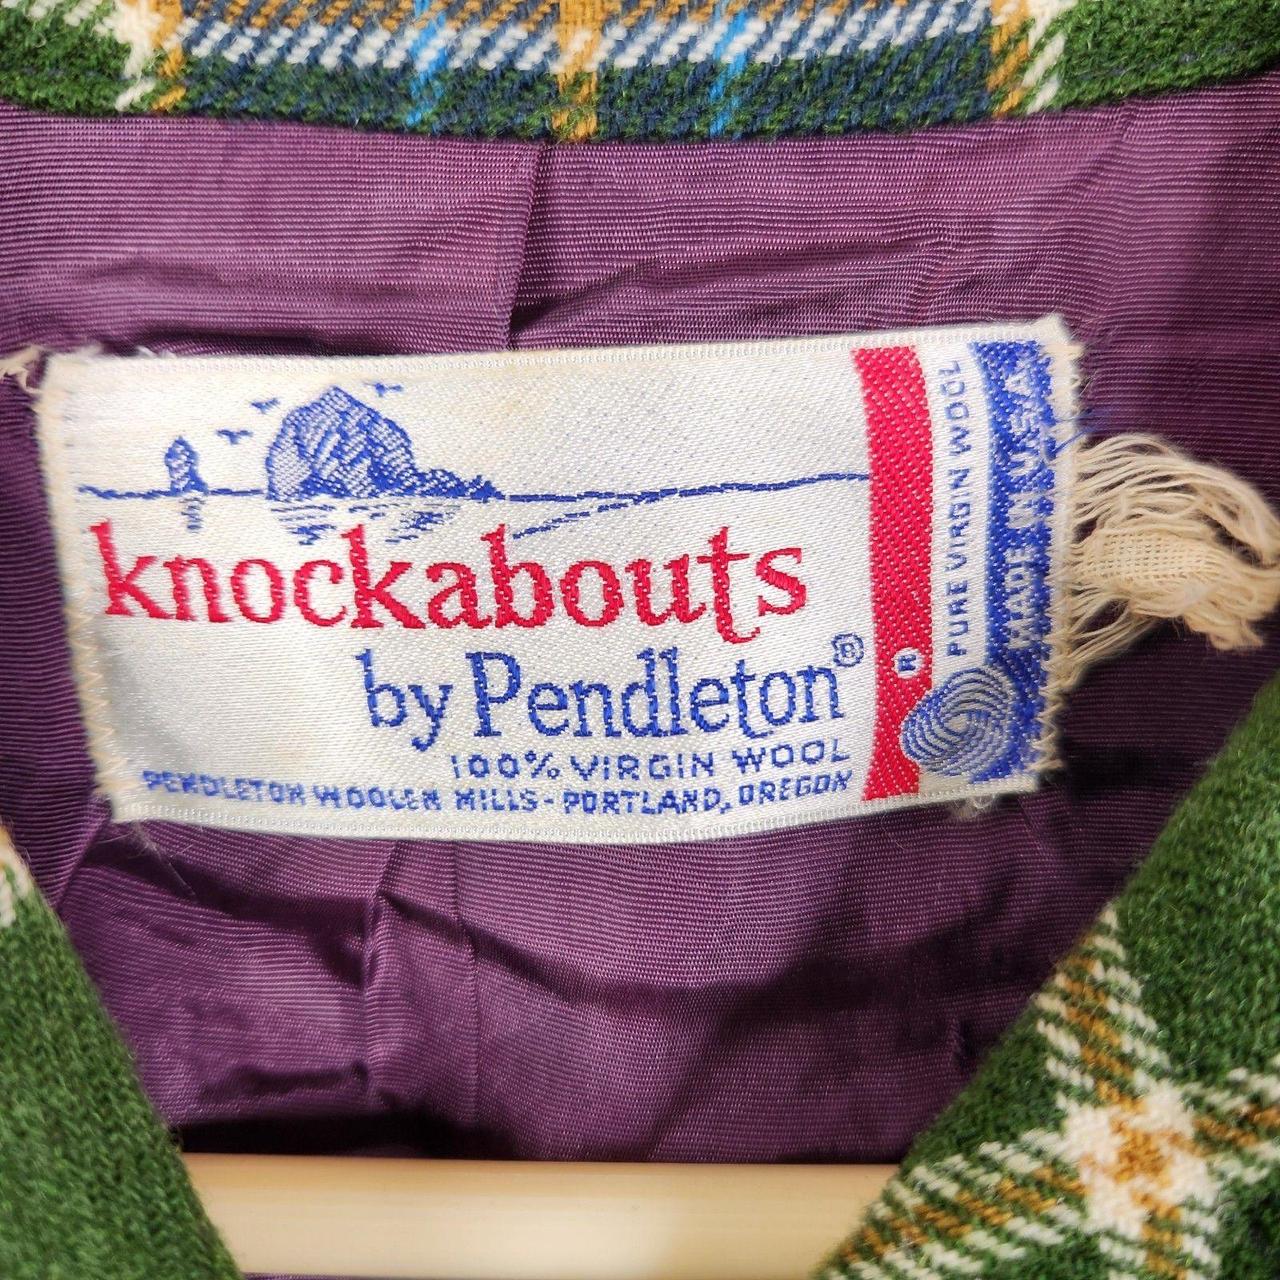 knockabouts
by Pendleton®
100% VIRGIN WOOL
PENDLETON WOOLEN MILLS - PORTLAND, OREGON
®
PURE VIRGIN WOOL
MADE IN U.S.A.